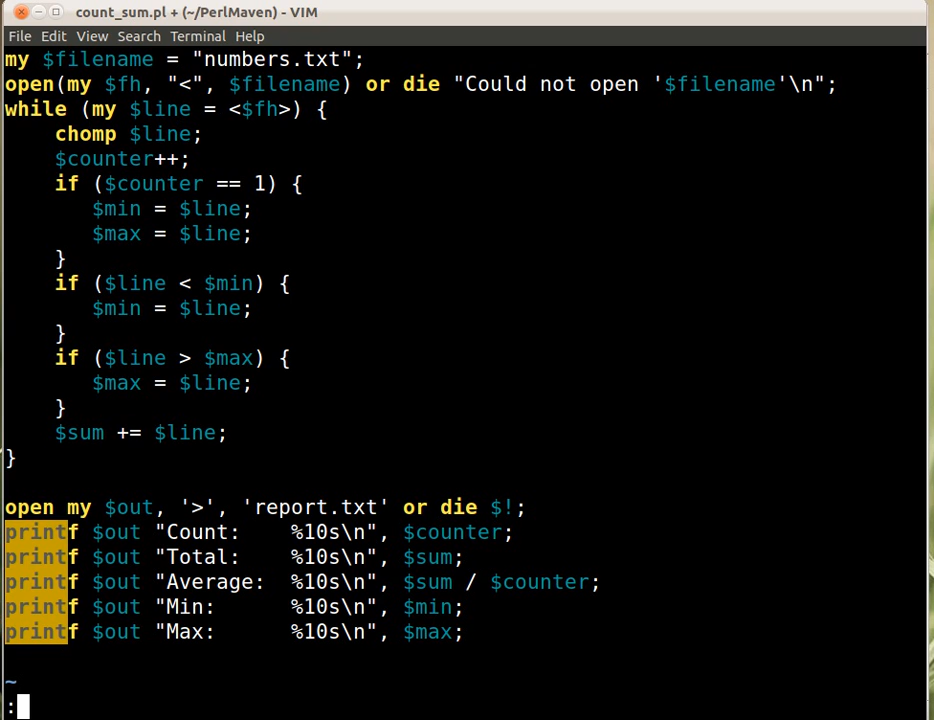 count_sum.pl + (~/PerlMaven) - VIM
File Edit View Search Terminal Help
my $filename = "numbers.txt";
open(my $fh, "<", $filename) or die "Could not open '$filename'\n";
while (my $line = <$fh>) {
    chomp $line;
    $counter++;
    if ($counter == 1) {
       $min = $line;
       $max = $line;
    }
    if ($line < $min) {
       $min = $line;
    }
    if ($line > $max) {
       $max = $line;
    }
    $sum += $line;
}

open my $out, '>', 'report.txt' or die $!;
printf $out "Count:    %10s\n", $counter;
printf $out "Total:    %10s\n", $sum;
printf $out "Average:  %10s\n", $sum / $counter;
printf $out "Min:      %10s\n", $min;
printf $out "Max:      %10s\n", $max;

~
: